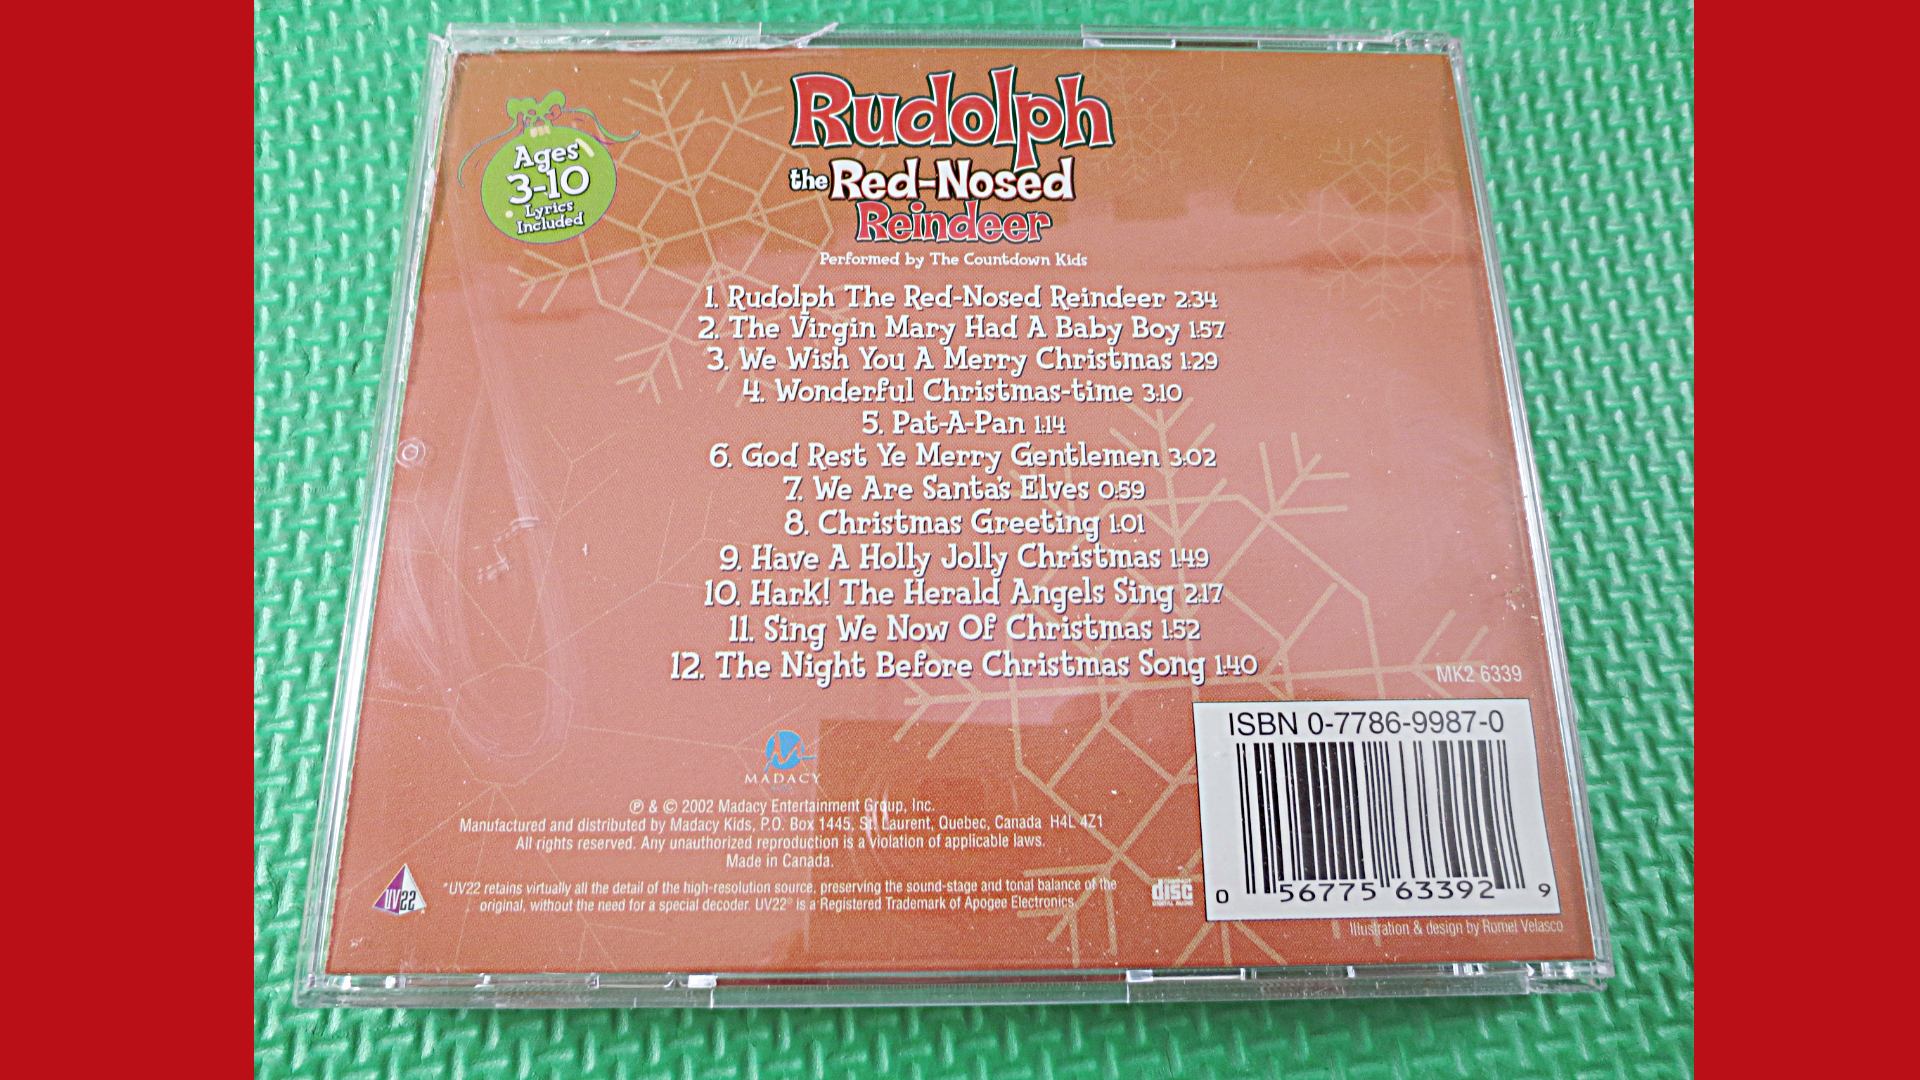 Ages
3-10
Lyrics
Included
Rudolph
the Red-Nosed
Reindeer
Performed by The Countdown Kids
1. Rudolph The Red-Nosed Reindeer 2:34
2. The Virgin Mary Had A Baby Boy 1:57
3. We Wish You A Merry Christmas 1:29
4. Wonderful Christmas-time 3:10
5. Pat-A-Pan 1:14
6. God Rest Ye Merry Gentlemen 3:02
7. We Are Santa's Elves 0:59
8. Christmas Greeting 1:01
9. Have A Holly Jolly Christmas 1:49
10. Hark! The Herald Angels Sing 2:17
11. Sing We Now Of Christmas 1:52
12. The Night Before Christmas Song 1:40
MK2 6339
ISBN 0-7786-9987-0
0 56775 63392 9
MADACY
℗ & © 2002 Madacy Entertainment Group, Inc.
Manufactured and distributed by Madacy Kids, P.O. Box 1445, St. Laurent, Quebec, Canada H4L 4Z1
All rights reserved. Any unauthorized reproduction is a violation of applicable laws.
Made in Canada.
UV22
*UV22 retains virtually all the detail of the high-resolution source, preserving the sound-stage and tonal balance of the
original, without the need for a special decoder. UV22® is a Registered Trademark of Apogee Electronics.
disc
DIGITAL AUDIO
Illustration & design by Romel Velasco